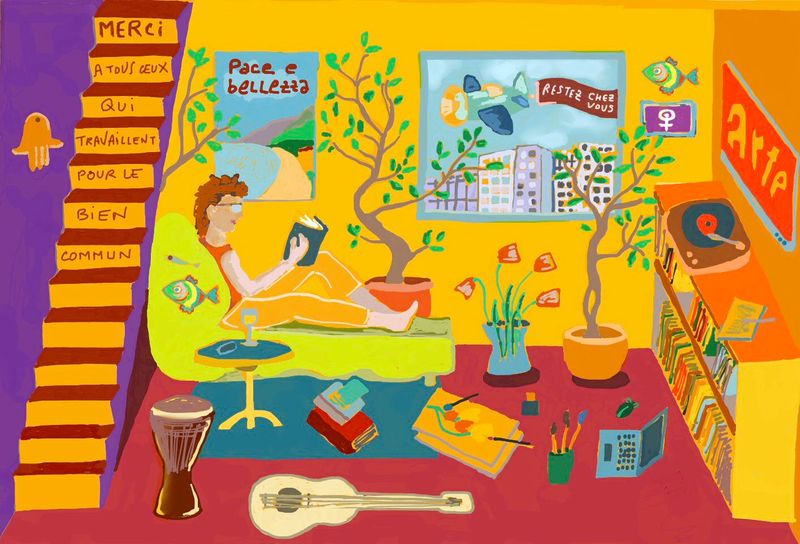 MERCi
A TOUS CEUX
QUI
TRAVAILLENT
POUR LE
BIEN
COMMUN
Pace e
bellezza
RESTEZ CHEZ
VOUS
arte